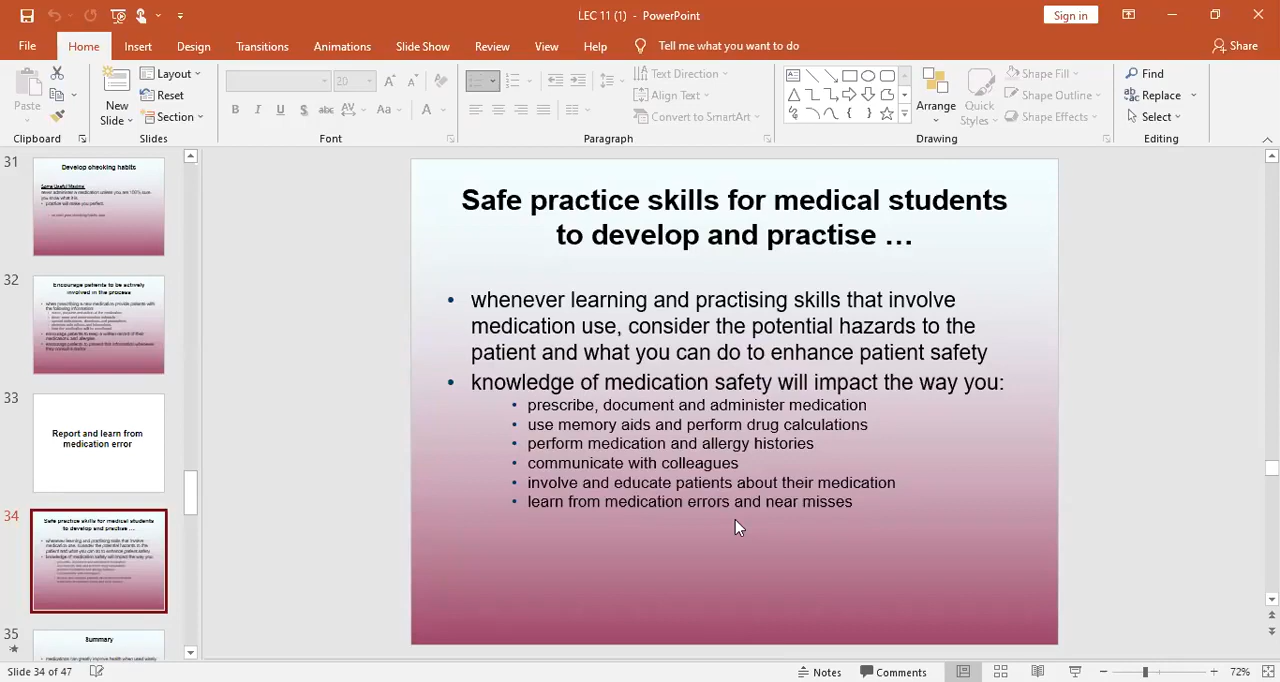 LEC 11 (1) - PowerPoint
Sign in
File Home Insert Design Transitions Animations Slide Show Review View Help Tell me what you want to do Share
Paste New Slide Layout Reset Section 20 Text Direction Align Text Convert to SmartArt Arrange Quick Styles Shape Fill Shape Outline Shape Effects Find Replace Select
Clipboard Slides Font Paragraph Drawing Editing
31
Develop checking habits
Some Useful Maxims
practice will make you perfect.
32
Encourage patients to be actively
involved in the process
33
Report and learn from
medication error
34
Safe practice skills for medical students
to develop and practise ...
35
Summary
Safe practice skills for medical students
to develop and practise …
• whenever learning and practising skills that involve
medication use, consider the potential hazards to the
patient and what you can do to enhance patient safety
• knowledge of medication safety will impact the way you:
• prescribe, document and administer medication
• use memory aids and perform drug calculations
• perform medication and allergy histories
• communicate with colleagues
• involve and educate patients about their medication
• learn from medication errors and near misses
Slide 34 of 47
Notes Comments 72%